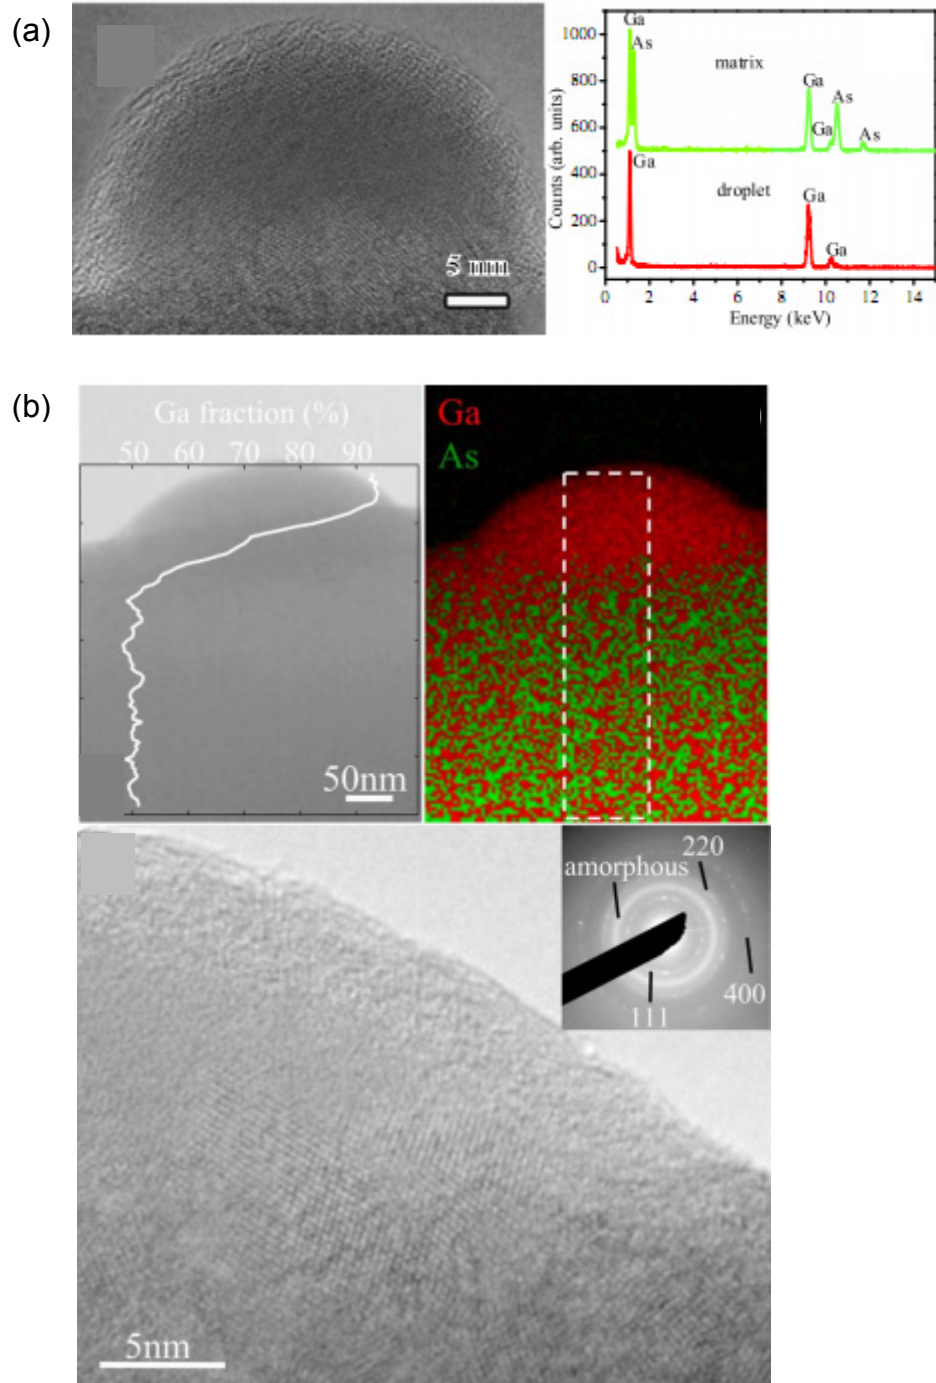 (a)
5 nm
Ga
As
matrix
Ga
As
Ga
As
Ga
droplet
Ga
Ga
1000
800
600
400
200
0
Counts (arb. units)
0 2 4 6 8 10 12 14
Energy (keV)
(b)
Ga fraction (%)
50 60 70 80 90
50nm
Ga
As
220
amorphous
400
111
5nm